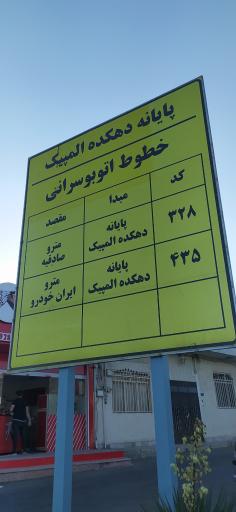 پایانه دهکده المپیک
خطوط اتوبوسرانی
کد مبدا مقصد
۳۲۸ پایانه دهکده المپیک مترو صادقیه
۴۳۵ پایانه دهکده المپیک مترو ایران خودرو